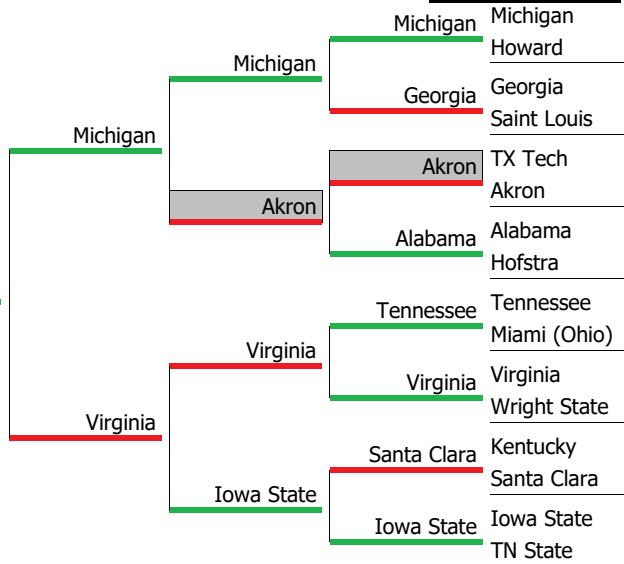 Michigan
Howard
Georgia
Saint Louis
TX Tech
Akron
Alabama
Hofstra
Tennessee
Miami (Ohio)
Virginia
Wright State
Kentucky
Santa Clara
Iowa State
TN State
Michigan
Georgia
Akron
Alabama
Tennessee
Virginia
Santa Clara
Iowa State
Michigan
Akron
Virginia
Iowa State
Michigan
Virginia